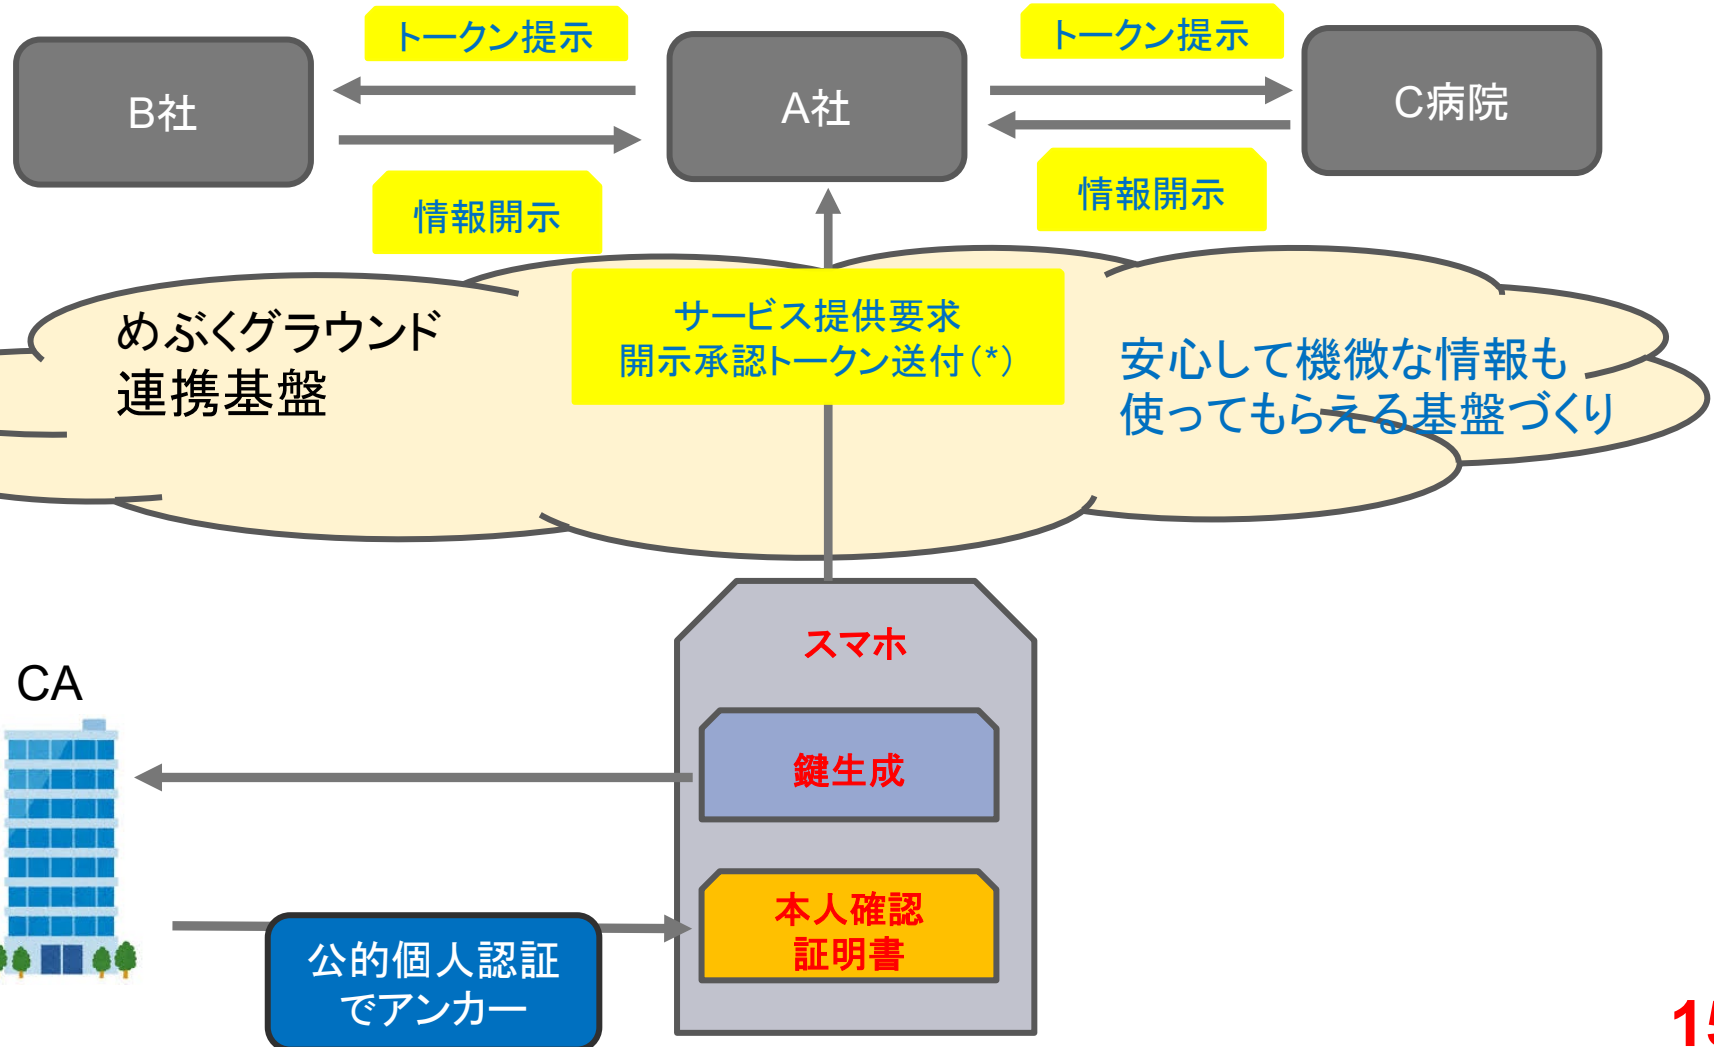 トークン提示
トークン提示
B社
A社
C病院
情報開示
情報開示
めぶくグラウンド
連携基盤
サービス提供要求
開示承認トークン送付(*)
安心して機微な情報も
使ってもらえる基盤づくり
スマホ
CA
鍵生成
本人確認
証明書
公的個人認証
でアンカー
15